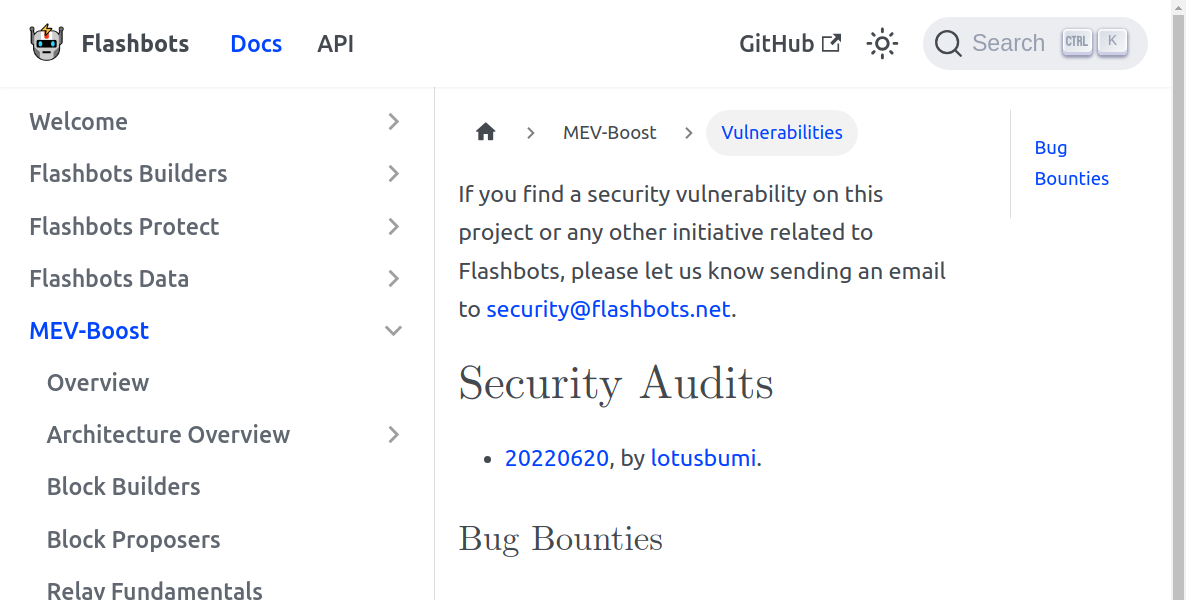 Flashbots Docs API GitHub Search CTRL K
Welcome
Flashbots Builders
Flashbots Protect
Flashbots Data
MEV-Boost
Overview
Architecture Overview
Block Builders
Block Proposers
Relay Fundamentals
MEV-Boost Vulnerabilities
If you find a security vulnerability on this
project or any other initiative related to
Flashbots, please let us know sending an email
to security@flashbots.net.
Security Audits
20220620, by lotusbumi.
Bug Bounties
Bug
Bounties